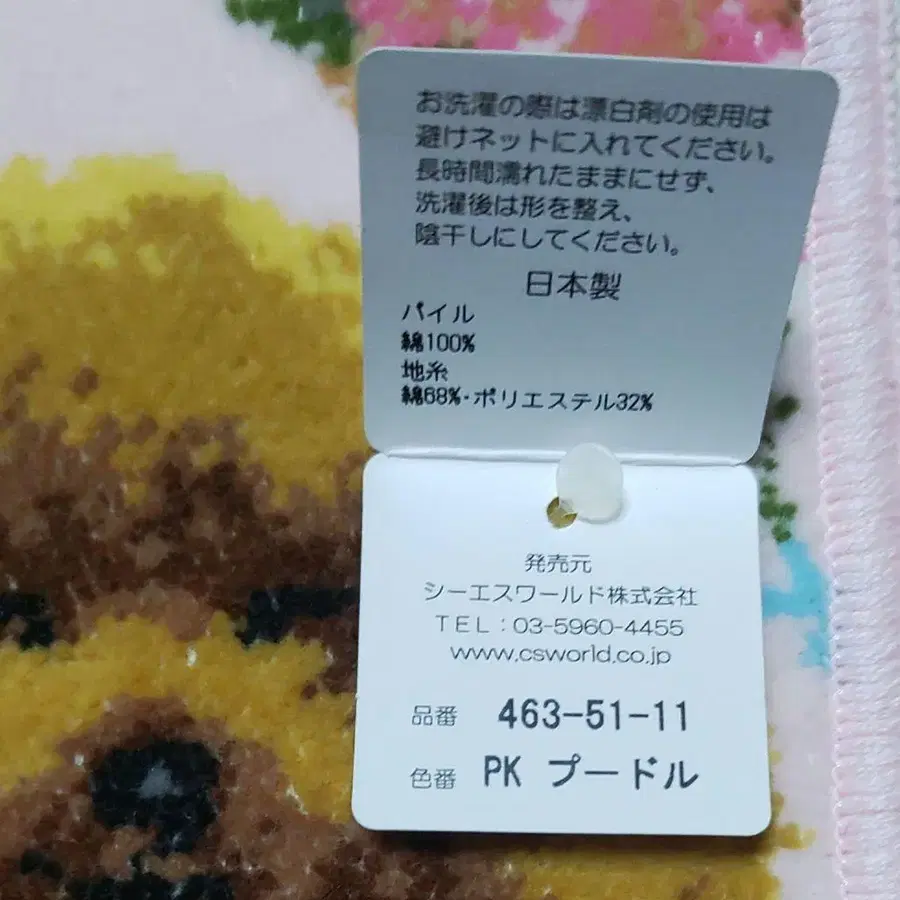 お洗濯の際は漂白剤の使用は
避けネットに入れてください。
長時間濡れたままにせず、
洗濯後は形を整え、
陰干しにしてください。
日本製
パイル
綿100%
地糸
綿68%・ポリエステル32%
発売元
シーエスワールド株式会社
TEL：03-5960-4455
www.csworld.co.jp
品番 463-51-11
色番 PK プードル